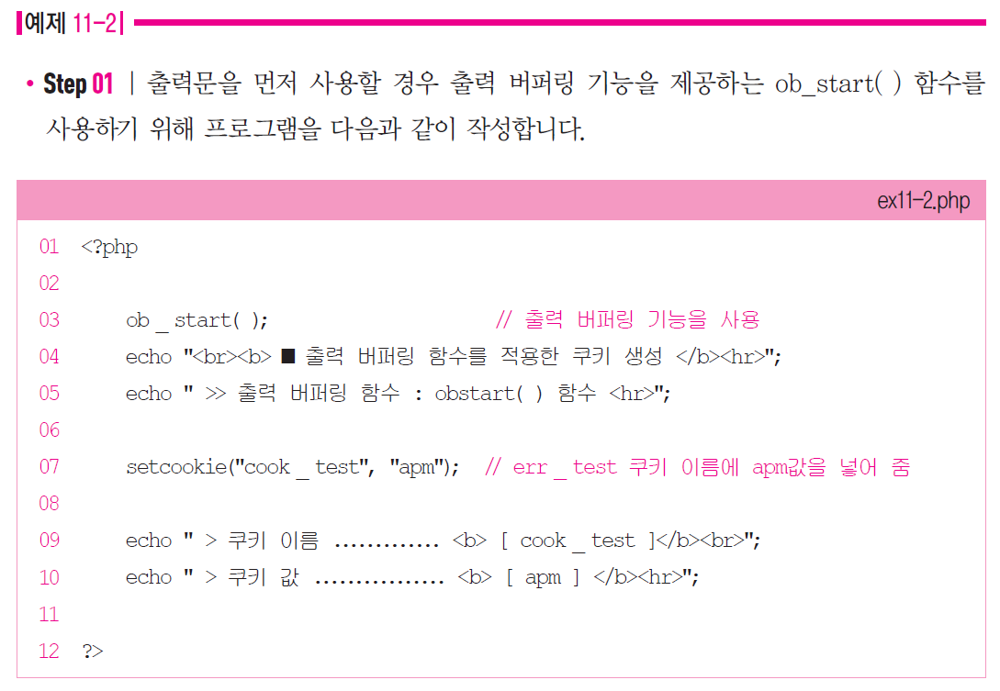 예제 11-2
• Step 01 | 출력문을 먼저 사용할 경우 출력 버퍼링 기능을 제공하는 ob_start( ) 함수를
사용하기 위해 프로그램을 다음과 같이 작성합니다.
ex11-2.php
01 <?php
02
03 ob _ start( ); // 출력 버퍼링 기능을 사용
04 echo "<br><b> ■ 출력 버퍼링 함수를 적용한 쿠키 생성 </b><hr>";
05 echo " >> 출력 버퍼링 함수 : obstart( ) 함수 <hr>";
06
07 setcookie("cook _ test", "apm"); // err _ test 쿠키 이름에 apm값을 넣어 줌
08
09 echo " > 쿠키 이름 ............. <b> [ cook _ test ]</b><br>";
10 echo " > 쿠키 값 ................ <b> [ apm ] </b><hr>";
11
12 ?>